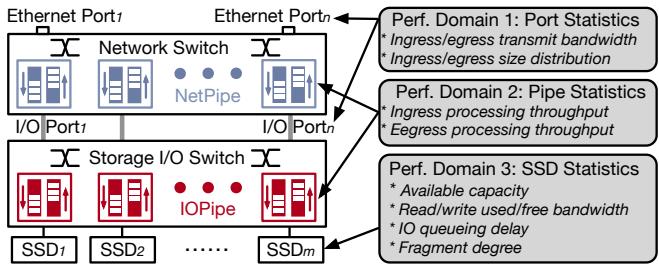 Ethernet Port1
Ethernet Portn
Network Switch
NetPipe
I/O Port1
I/O Portn
Storage I/O Switch
IOPipe
SSD1
SSD2
......
SSDm
Perf. Domain 1: Port Statistics
* Ingress/egress transmit bandwidth
* Ingress/egress size distribution
Perf. Domain 2: Pipe Statistics
* Ingress processing throughput
* Eegress processing throughput
Perf. Domain 3: SSD Statistics
* Available capacity
* Read/write used/free bandwidth
* IO queueing delay
* Fragment degree